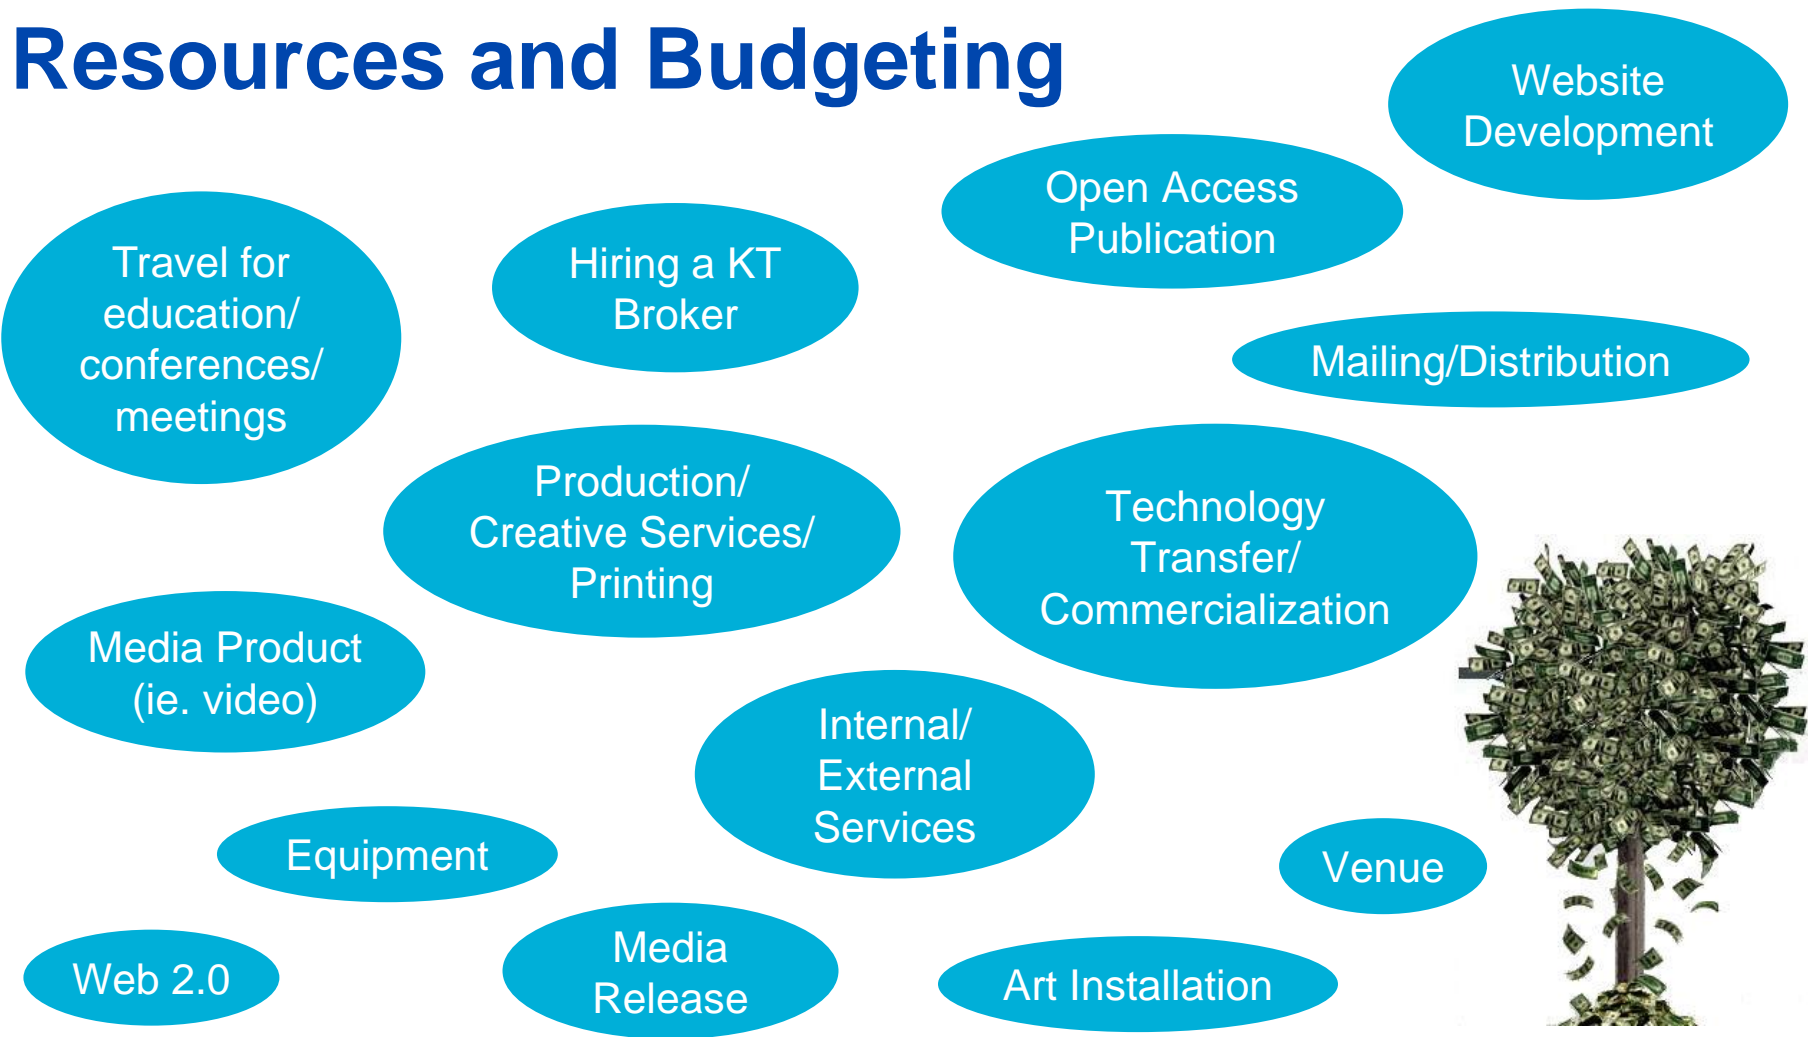 Resources and Budgeting
Website
Development
Open Access
Publication
Travel for
education/
conferences/
meetings
Hiring a KT
Broker
Mailing/Distribution
Production/
Creative Services/
Printing
Technology
Transfer/
Commercialization
Media Product
(ie. video)
Internal/
External
Services
Equipment
Venue
Web 2.0
Media
Release
Art Installation